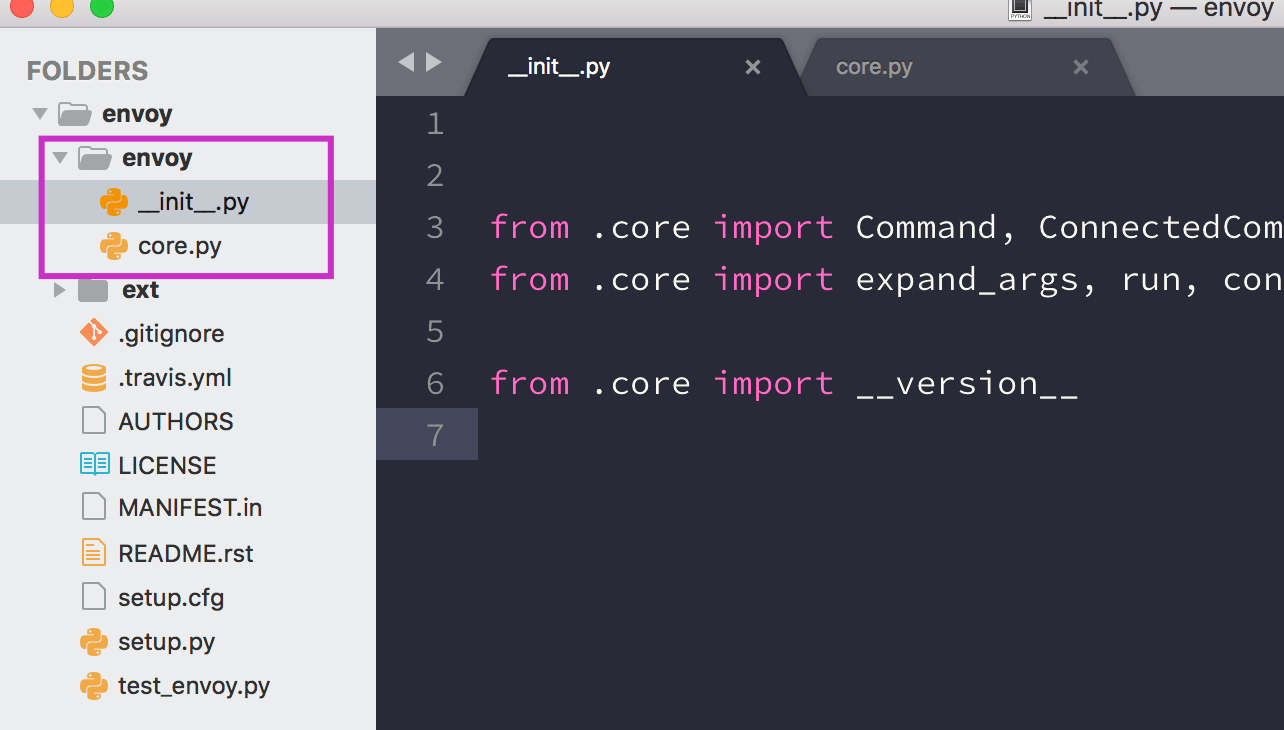 __init__.py — envoy
FOLDERS
envoy
envoy
__init__.py
core.py
ext
.gitignore
.travis.yml
AUTHORS
LICENSE
MANIFEST.in
README.rst
setup.cfg
setup.py
test_envoy.py
__init__.py × core.py ×
1
2
3 from .core import Command, ConnectedCom
4 from .core import expand_args, run, con
5
6 from .core import __version__
7